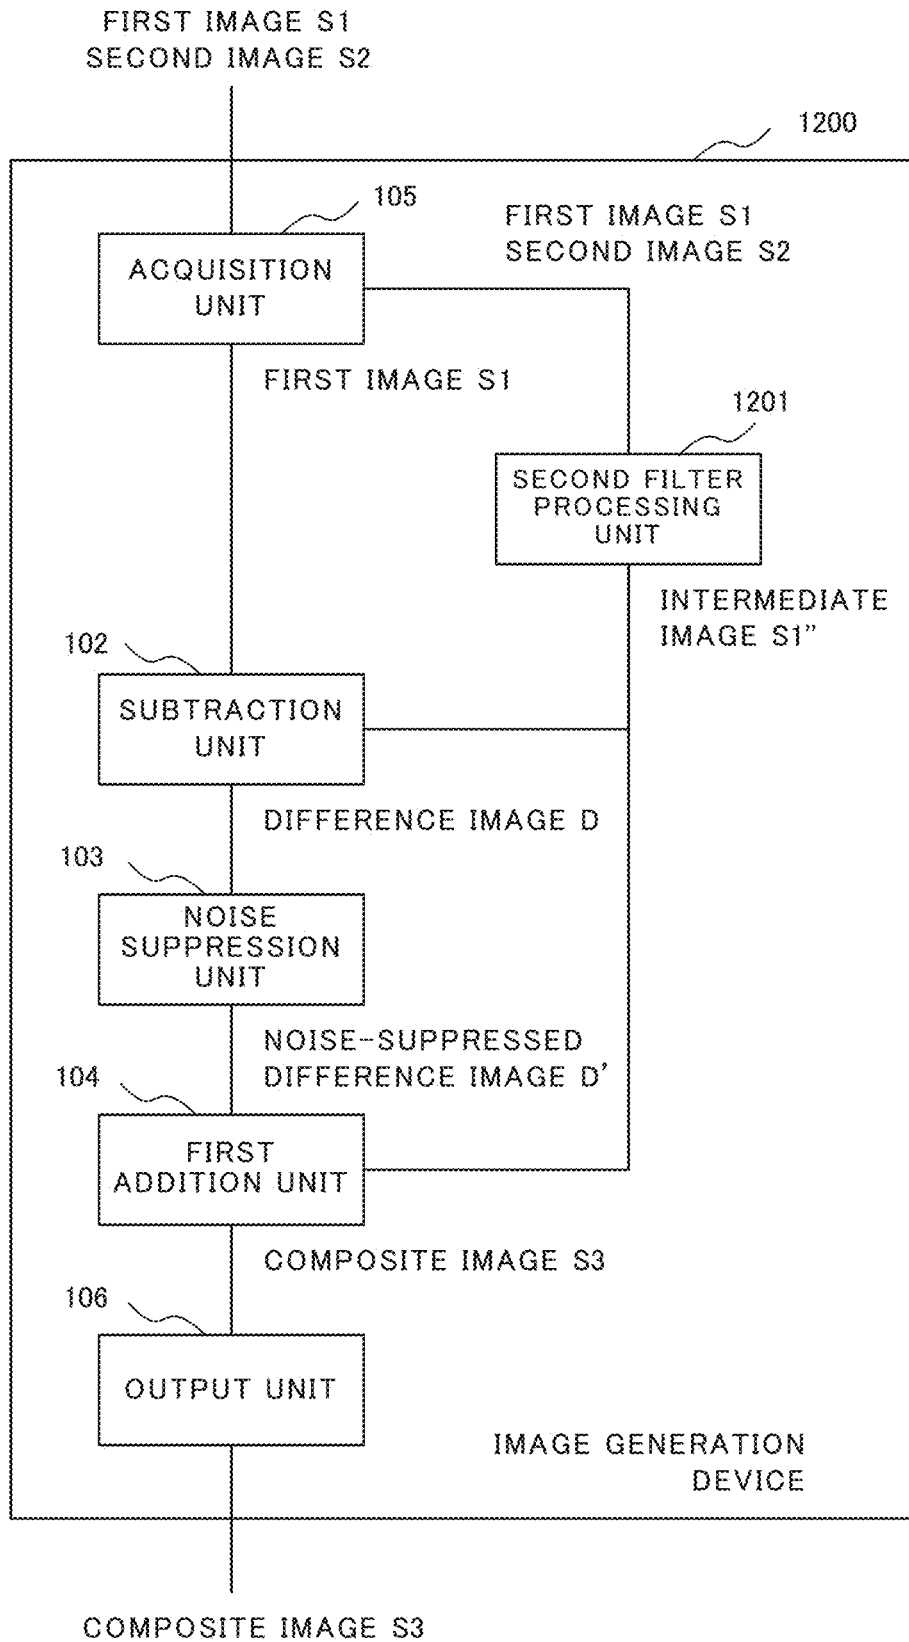 FIRST IMAGE S1
SECOND IMAGE S2
1200
105
FIRST IMAGE S1
SECOND IMAGE S2
ACQUISITION
UNIT
FIRST IMAGE S1
1201
SECOND FILTER
PROCESSING
UNIT
INTERMEDIATE
IMAGE S1”
102
SUBTRACTION
UNIT
DIFFERENCE IMAGE D
103
NOISE
SUPPRESSION
UNIT
NOISE-SUPPRESSED
DIFFERENCE IMAGE D’
104
FIRST
ADDITION UNIT
COMPOSITE IMAGE S3
106
OUTPUT UNIT
IMAGE GENERATION
DEVICE
COMPOSITE IMAGE S3